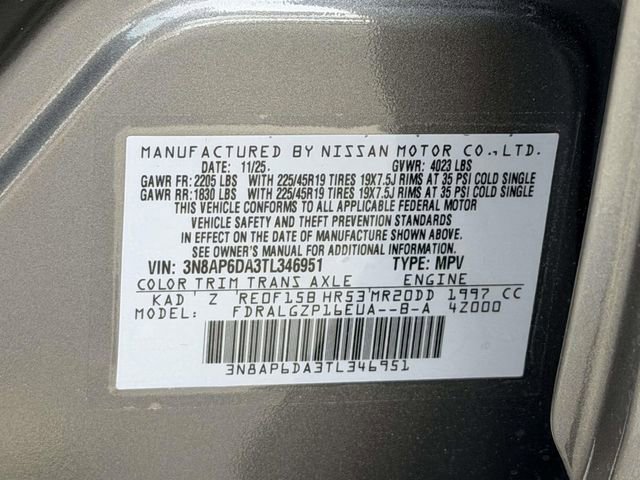 MANUFACTURED BY NISSAN MOTOR CO.,LTD.
DATE: 11/25. GVWR: 4023 LBS
GAWR FR: 2205 LBS WITH 225/45R19 TIRES 19X7.5J RIMS AT 35 PSI COLD SINGLE
GAWR RR: 1830 LBS WITH 225/45R19 TIRES 19X7.5J RIMS AT 35 PSI COLD SINGLE
THIS VEHICLE CONFORMS TO ALL APPLICABLE FEDERAL MOTOR
VEHICLE SAFETY AND THEFT PREVENTION STANDARDS
IN EFFECT ON THE DATE OF MANUFACTURE SHOWN ABOVE.
SEE OWNER'S MANUAL FOR ADDITIONAL INFORMATION
VIN: 3N8AP6DA3TL346951 TYPE: MPV
COLOR TRIM TRANS AXLE ENGINE
KAD Z RE0F15B HR53 MR20DD 1997 CC
MODEL: FDRALGZP16EUA--B-A 4Z000
3N8AP6DA3TL346951